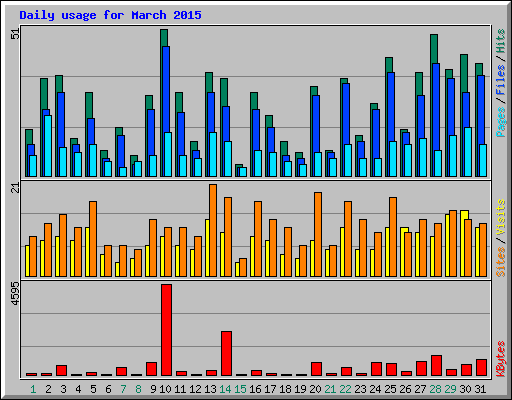 Daily usage for March 2015
51
Pages/Files/Hits
21
Sites/Visits
4595
KBytes
1 2 3 4 5 6 7 8 9 10 11 12 13 14 15 16 17 18 19 20 21 22 23 24 25 26 27 28 29 30 31